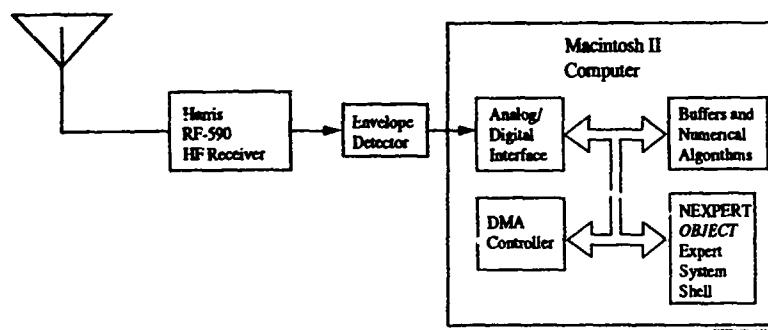 Macintosh II
Computer
Harris
RF-590
HF Receiver
Envelope
Detector
Analog/
Digital
Interface
Buffers and
Numerical
Algorithms
DMA
Controller
NEXPERT
OBJECT
Expert
System
Shell